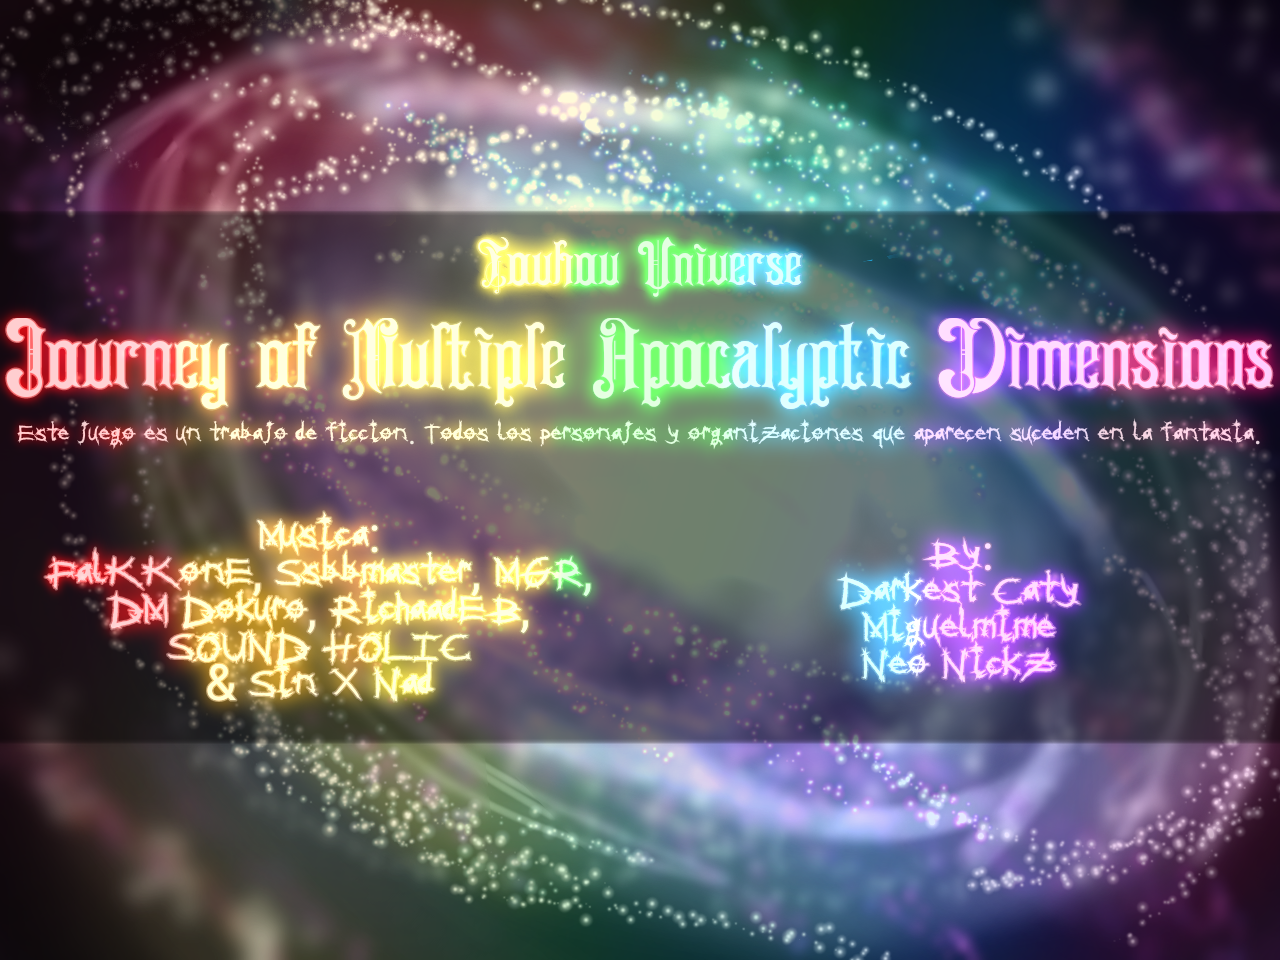 Touhou Universe
Journey of Multiple Apocalyptic Dimensions
Este juego es un trabajo de ficcion. Todos los personajes y organizaciones que aparecen suceden en la fantasia.
Musica:
FalKKonE, Ssbbmaster, MGR,
DM Dokuro, RichaadEB,
SOUND HOLIC
& Sin X Nad
By:
Darkest Caty
Miguelmime
Neo Nickz